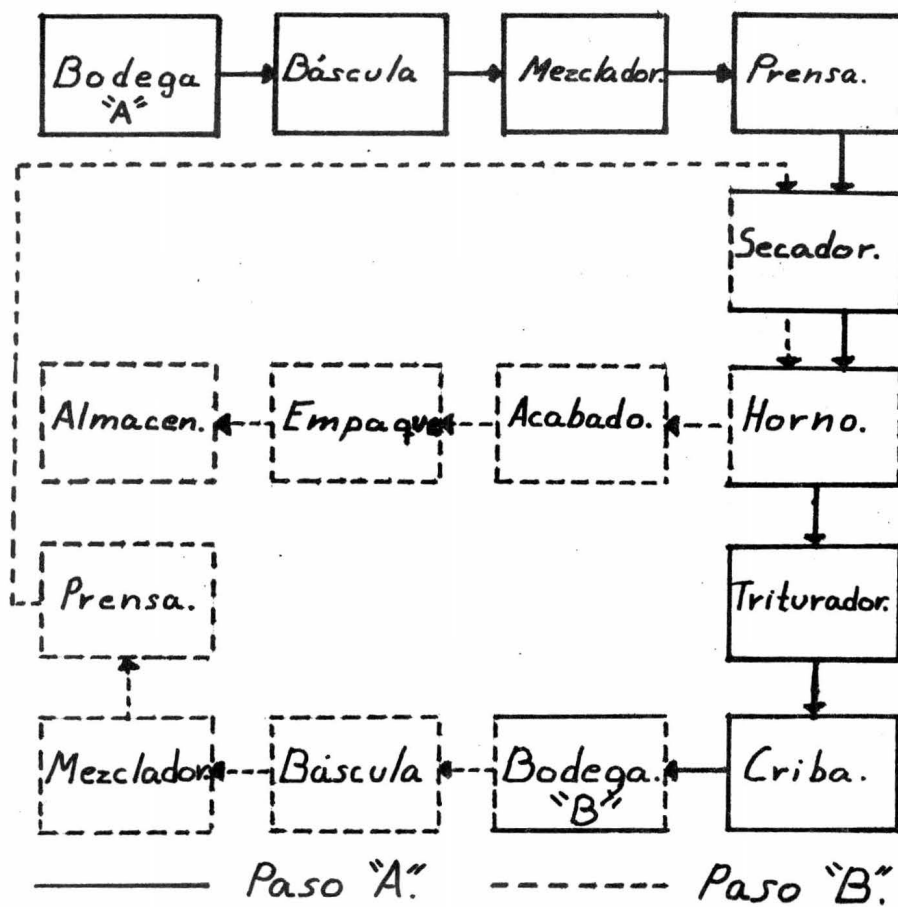 Bodega
"A"
Báscula
Mezclador.
Prensa.
Secador.
Almacen.
Empaque
Acabado.
Horno.
Prensa.
Triturador.
Mezclador.
Báscula
Bodega.
"B"
Criba.
Paso "A".
Paso "B".